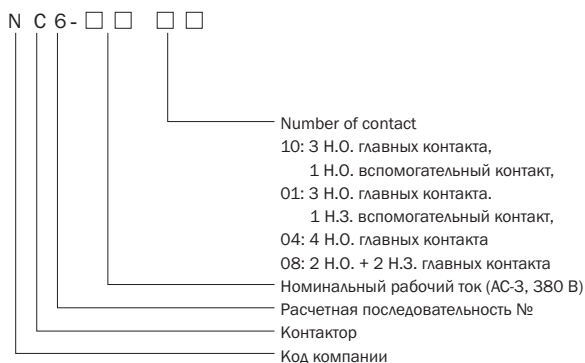 N C 6 - □ □ □ □
Number of contact
10: 3 Н.О. главных контакта,
1 Н.О. вспомогательный контакт,
01: 3 Н.О. главных контакта.
1 Н.З. вспомогательный контакт,
04: 4 Н.О. главных контакта
08: 2 Н.О. + 2 Н.З. главных контакта
Номинальный рабочий ток (АС-3, 380 В)
Расчетная последовательность №
Контактор
Код компании